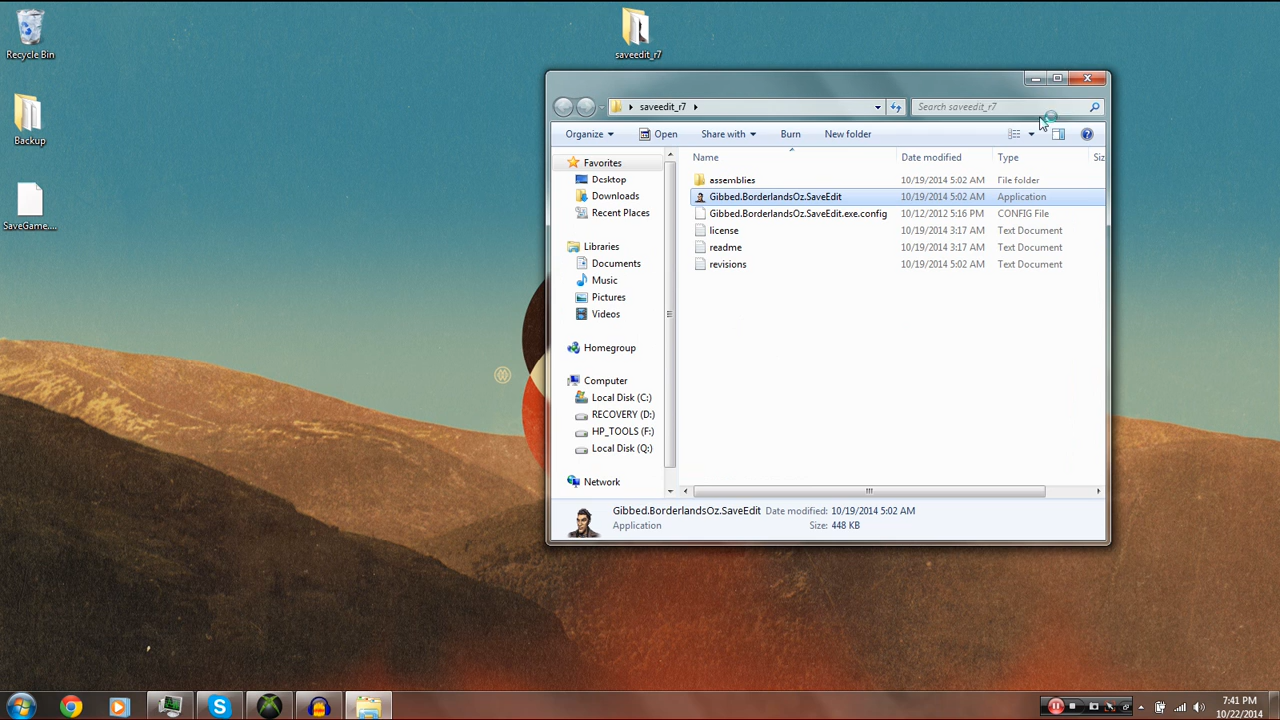 Recycle Bin
Backup
SaveGame....
saveedit_r7
saveedit_r7
Search saveedit_r7
Organize
Open
Share with
Burn
New folder
Name
Date modified
Type
Siz
Favorites
Desktop
Downloads
Recent Places
Libraries
Documents
Music
Pictures
Videos
Homegroup
Computer
Local Disk (C:)
RECOVERY (D:)
HP_TOOLS (F:)
Local Disk (Q:)
Network
assemblies 10/19/2014 5:02 AM File folder
Gibbed.BorderlandsOz.SaveEdit 10/19/2014 5:02 AM Application
Gibbed.BorderlandsOz.SaveEdit.exe.config 10/12/2012 5:16 PM CONFIG File
license 10/19/2014 3:17 AM Text Document
readme 10/19/2014 3:17 AM Text Document
revisions 10/19/2014 5:02 AM Text Document
Gibbed.BorderlandsOz.SaveEdit Date modified: 10/19/2014 5:02 AM
Application Size: 448 KB
7:41 PM
10/22/2014